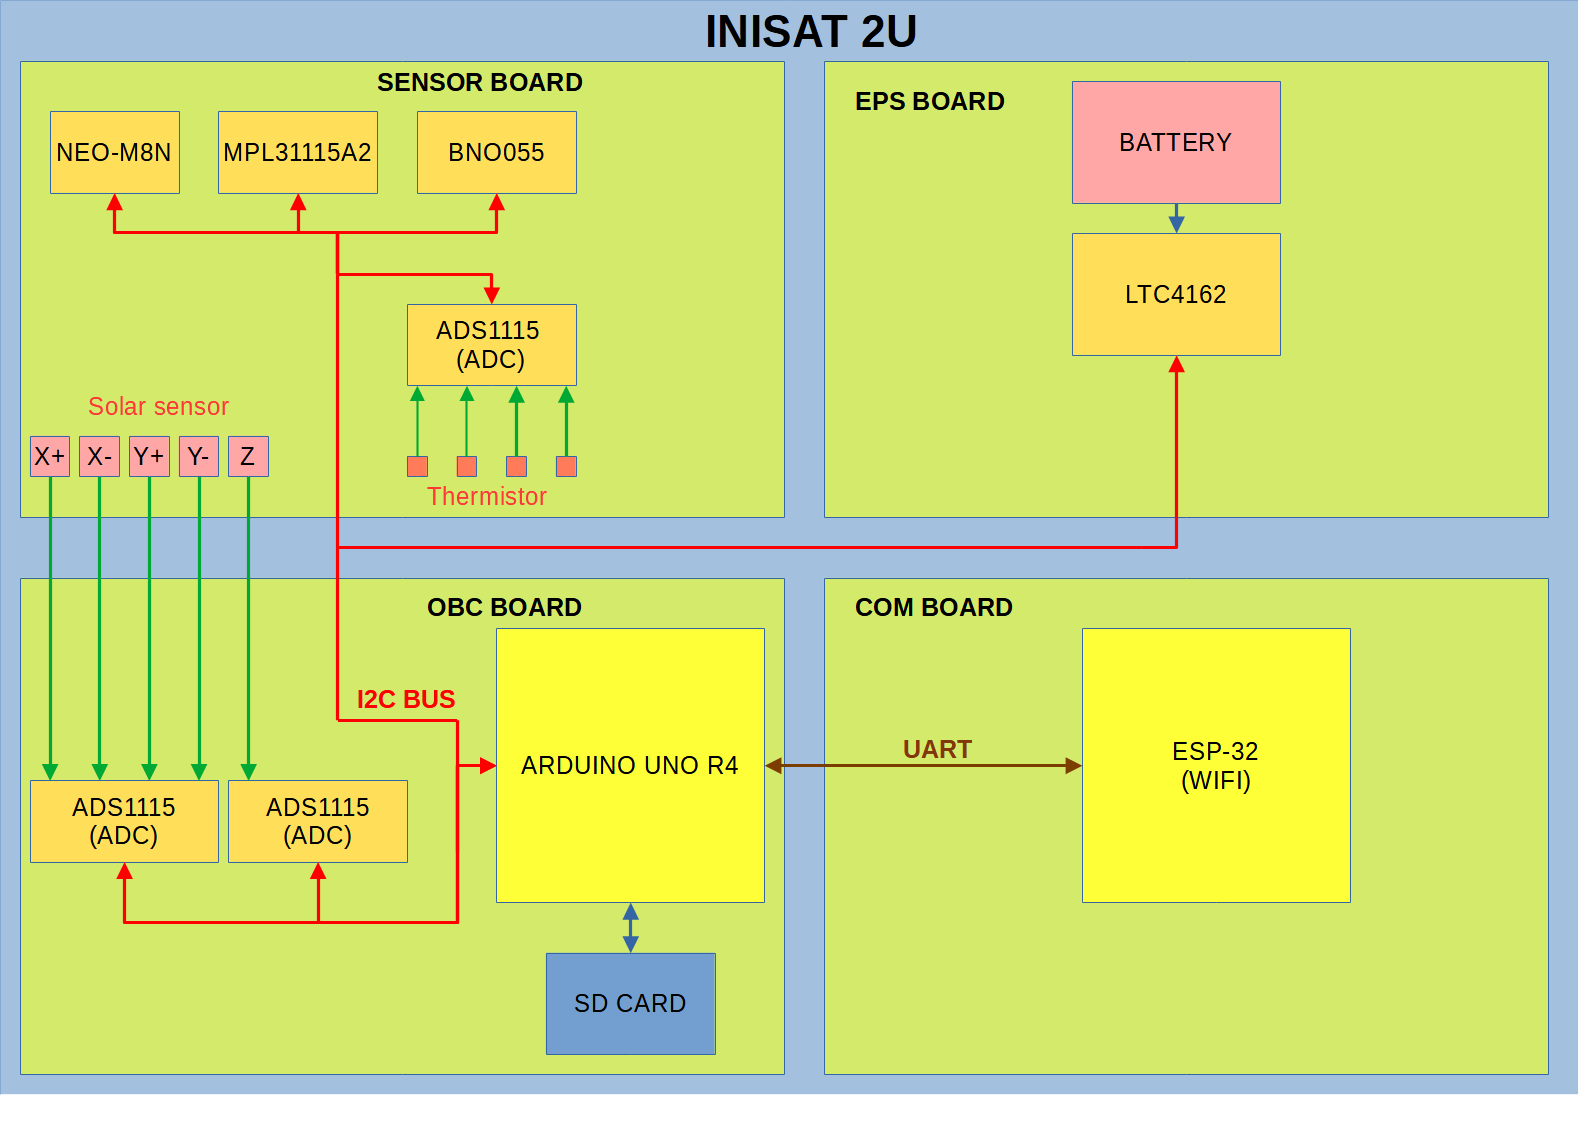 INISAT 2U
SENSOR BOARD
NEO-M8N
MPL31115A2
BNO055
ADS1115
(ADC)
Solar sensor
X+
X-
Y+
Y-
Z
Thermistor
EPS BOARD
BATTERY
LTC4162
OBC BOARD
I2C BUS
ARDUINO UNO R4
ADS1115
(ADC)
ADS1115
(ADC)
SD CARD
COM BOARD
UART
ESP-32
(WIFI)